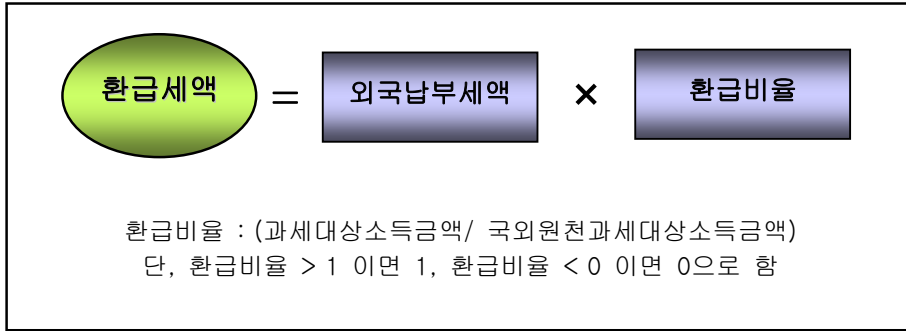 환급세액 = 외국납부세액 × 환급비율
환급비율 : (과세대상소득금액/ 국외원천과세대상소득금액)
단, 환급비율 > 1 이면 1, 환급비율 < 0 이면 0으로 함